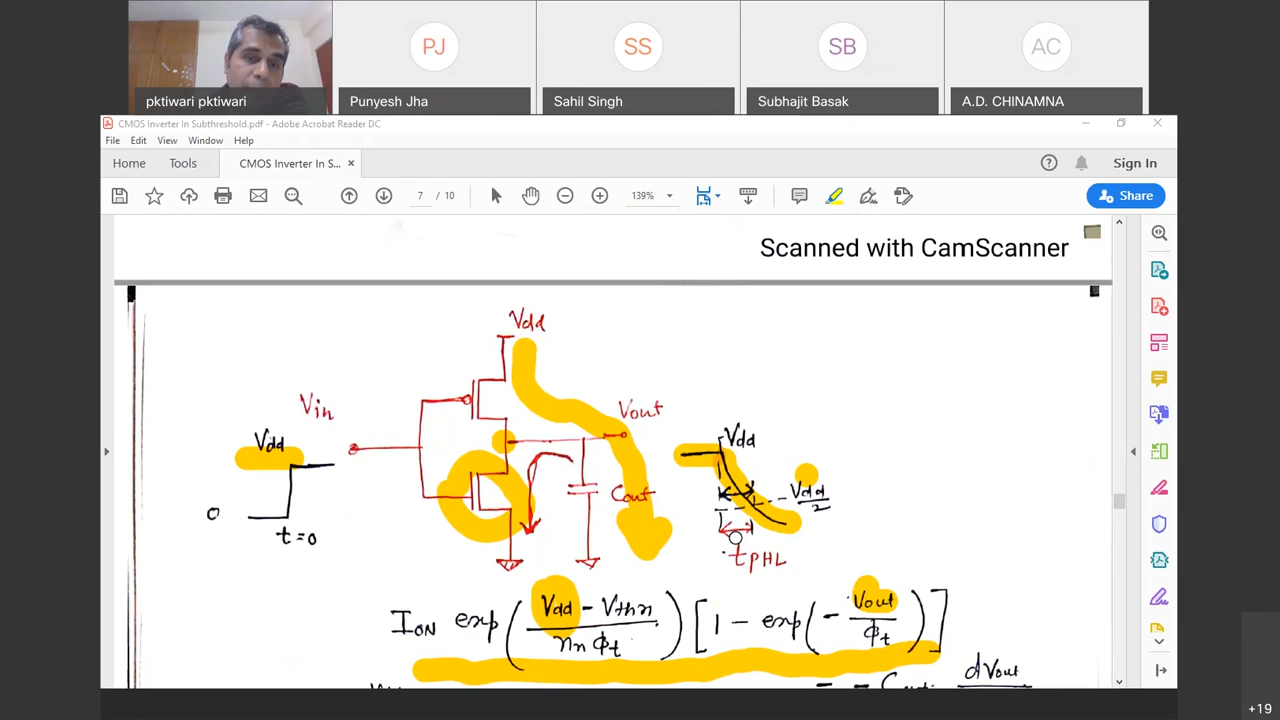 PJ
SS
SB
AC
pktiwari pktiwari
Punyesh Jha
Sahil Singh
Subhajit Basak
A.D. CHINAMNA
CMOS Inverter In Subthreshold.pdf - Adobe Acrobat Reader DC
File Edit View Window Help
Home Tools CMOS Inverter In S... ×
Sign In
7 / 10
139%
Share
Scanned with CamScanner
Vdd
Vin
Vout
Vdd
Vdd
Cout
Vdd/2
0
t=0
tPHL
ION exp(Vdd - Vthn / nn ϕt) [1 - exp(- Vout / ϕt)]
dVout
+19